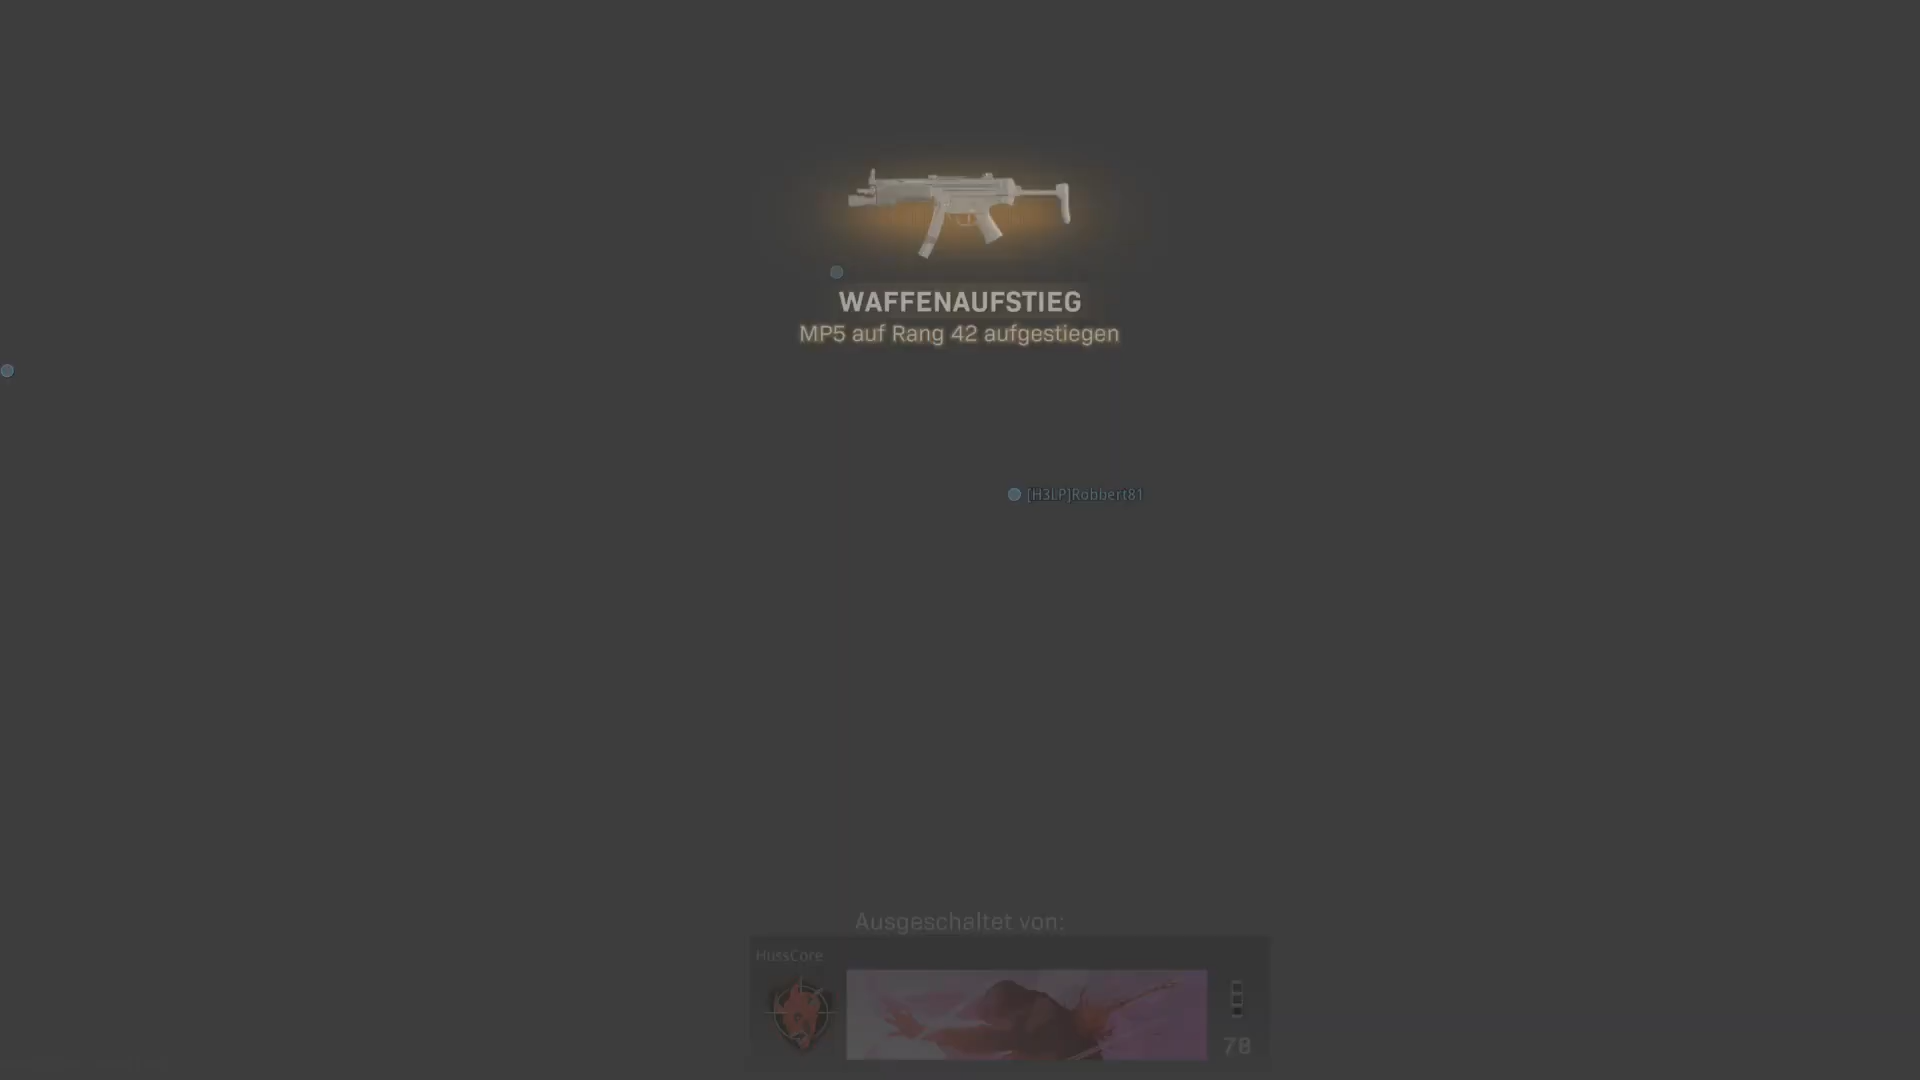 WAFFENAUFSTIEG
MP5 auf Rang 42 aufgestiegen
[H3LP]Robbert81
Ausgeschaltet von:
HussCore
78